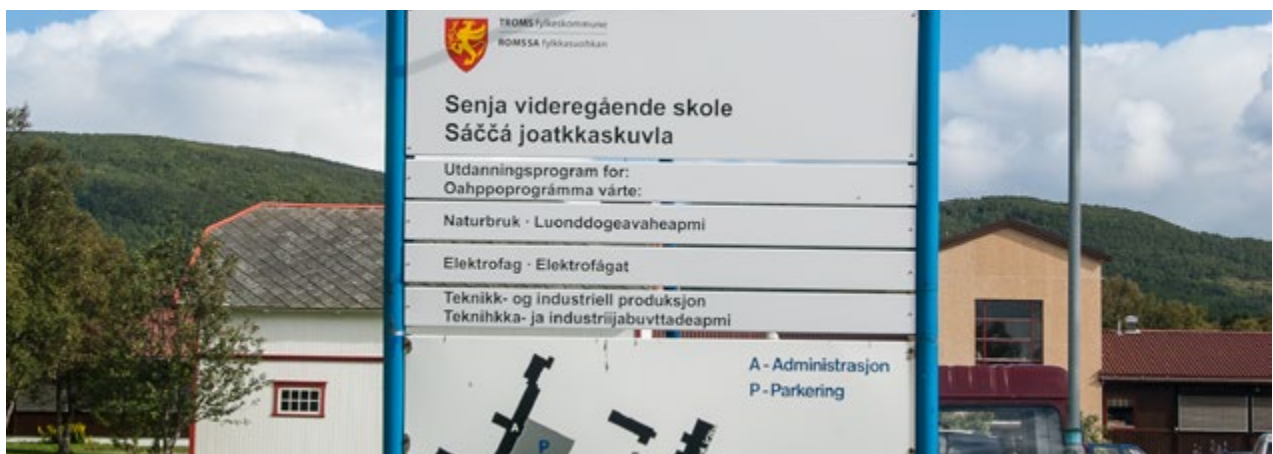 TROMS fylkeskommune
ROMSSA fylkkasuohkan
Senja videregående skole
Sáččá joatkkaskuvla
Utdanningsprogram for:
Oahppoprográmma várte:
Naturbruk · Luonddogeavaheapmi
Elektrofag · Elektrofágat
Teknikk- og industriell produksjon
Teknihkka- ja industriijabuvttadeapmi
A - Administrasjon
P - Parkering
A
P